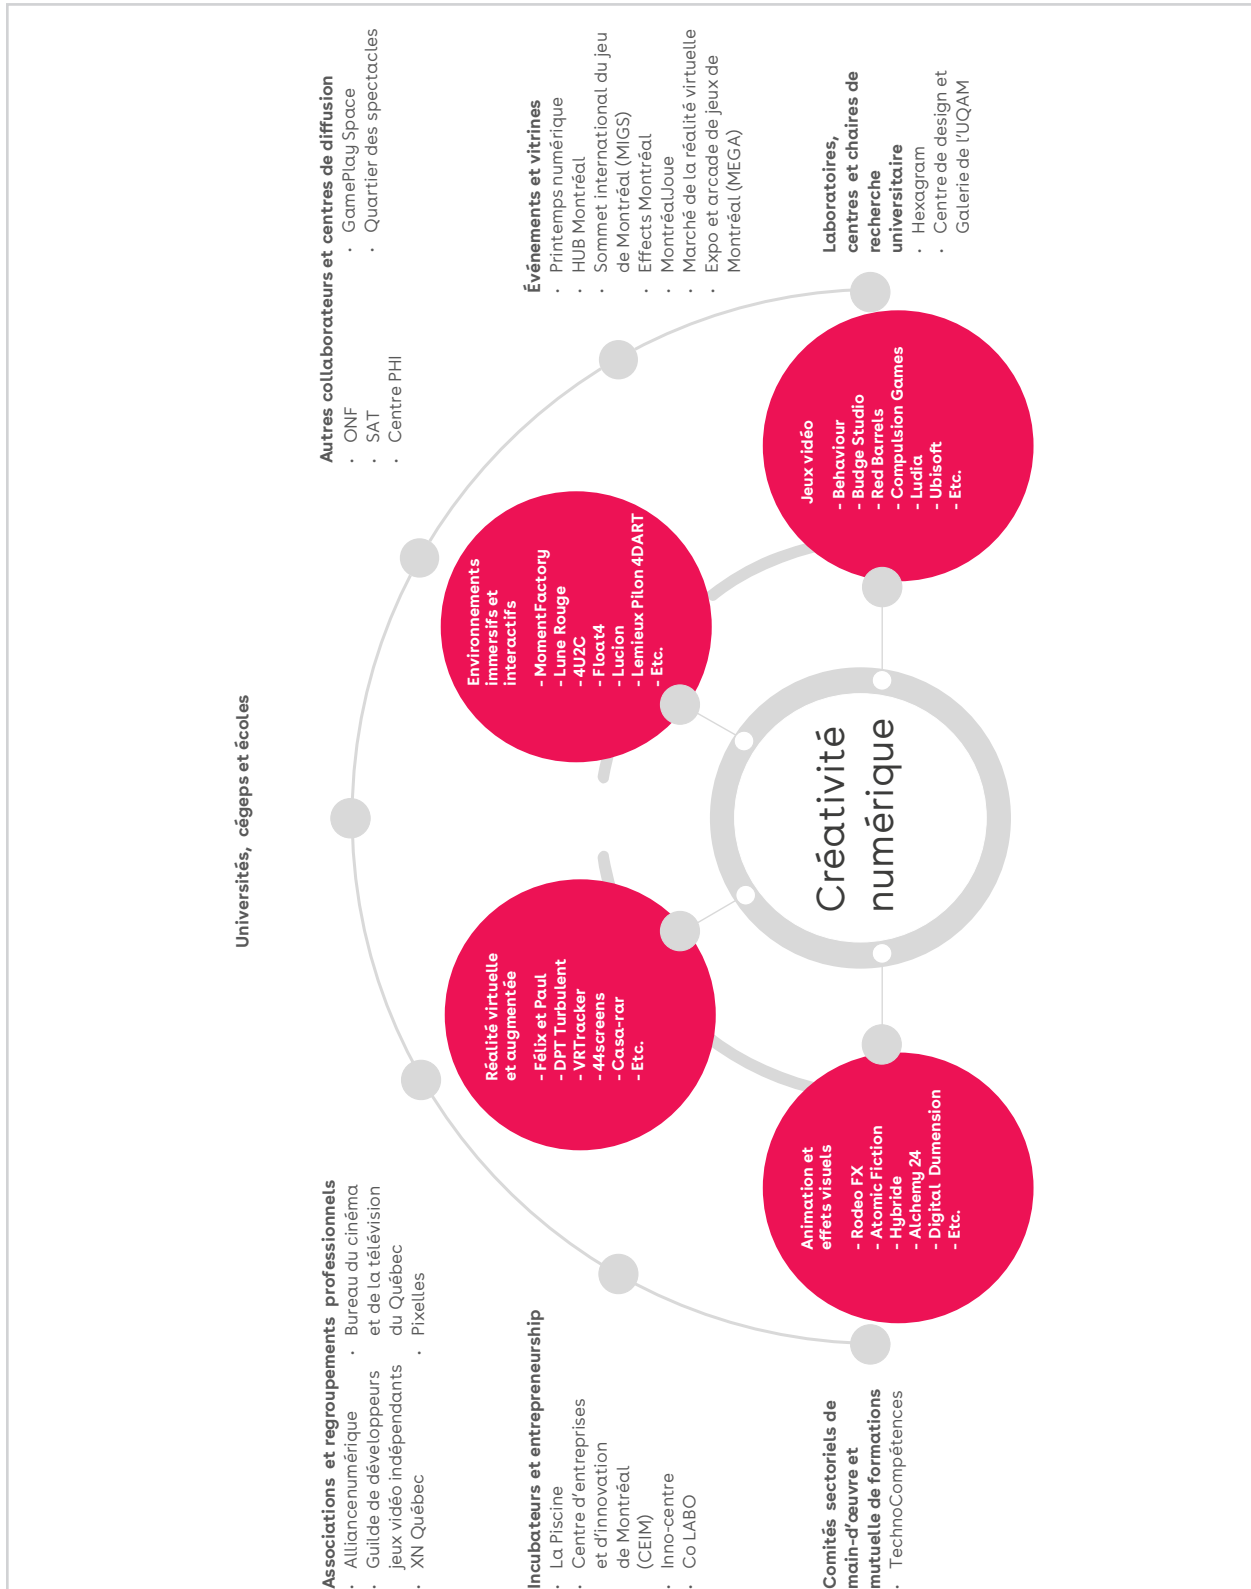 Universités, cégeps et écoles
Associations et regroupements professionnels
· Alliancenumérique
· Guilde de développeurs
jeux vidéo indépendants
· XN Québec
· Bureau du cinéma
et de la télévision
du Québec
· Pixelles
Autres collaborateurs et centres de diffusion
· ONF
· SAT
· Centre PHI
· GamePlay Space
· Quartier des spectacles
Incubateurs et entrepreneurship
· La Piscine
· Centre d'entreprises
et d'innovation
de Montréal
(CEIM)
· Inno-centre
· Co LABO
Réalité virtuelle
et augmentée
- Félix et Paul
- DPT Turbulent
- VRTracker
- 44screens
- Casa-rar
- Etc.
Environnements
immersifs et
interactifs
- MomentFactory
- Lune Rouge
- 4U2C
- Float4
- Lucion
- Lemieux Pilon 4DART
- Etc.
Événements et vitrines
· Printemps numérique
· HUB Montréal
· Sommet international du jeu
de Montréal (MIGS)
· Effects Montréal
· MontréalJoue
· Marché de la réalité virtuelle
· Expo et arcade de jeux de
Montréal (MEGA)
Comités sectoriels de
main-d'œuvre et
mutuelle de formations
· TechnoCompétences
Animation et
effets visuels
- Rodeo FX
- Atomic Fiction
- Hybride
- Alchemy 24
- Digital Dumension
- Etc.
Créativité
numérique
Jeux vidéo
- Behaviour
- Budge Studio
- Red Barrels
- Compulsion Games
- Ludia
- Ubisoft
- Etc.
Laboratoires,
centres et chaires de
recherche
universitaire
· Hexagram
· Centre de design et
Galerie de l'UQAM